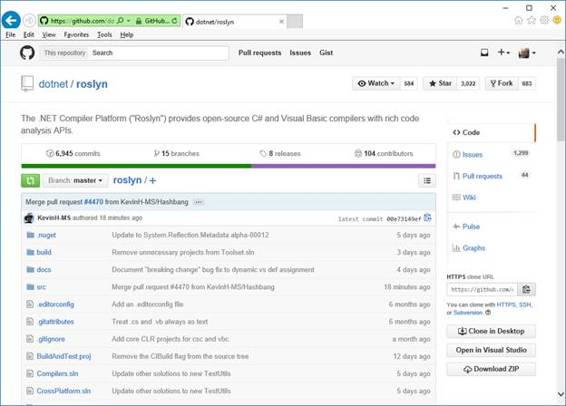 https://github.com/do
GitHub...
dotnet/roslyn
File Edit View Favorites Tools Help
This repository Search Pull requests Issues Gist
dotnet / roslyn
Watch 584 Star 3,022 Fork 683
The .NET Compiler Platform ("Roslyn") provides open-source C# and Visual Basic compilers with rich code
analysis APIs.
6,945 commits 15 branches 8 releases 104 contributors
Branch: master roslyn / +
Merge pull request #4470 from KevinH-MS/Hashbang ...
KevinH-MS authored 18 minutes ago latest commit 00e73149ef
.nuget Update to System.Reflection.Metadata alpha-00012 5 days ago
build Remove unnecessary projects from Toolset.sln 3 days ago
docs Document "breaking change" bug fix to dynamic vs def assignment 4 days ago
src Merge pull request #4470 from KevinH-MS/Hashbang 18 minutes ago
.editorconfig Add an .editorconfig file 6 months ago
.gitattributes Treat .cs and .vb always as text 6 months ago
.gitignore Add core CLR projects for csc and vbc a month ago
BuildAndTest.proj Remove the CIBuild flag from the source tree 12 days ago
Compilers.sln Update other solutions to new TestUtils 5 days ago
CrossPlatform.sln Update other solutions to new TestUtils 5 days ago
Code
Issues 1,299
Pull requests 44
Wiki
Pulse
Graphs
HTTPS clone URL
https://github.com/
You can clone with HTTPS, SSH,
or Subversion.
Clone in Desktop
Open in Visual Studio
Download ZIP